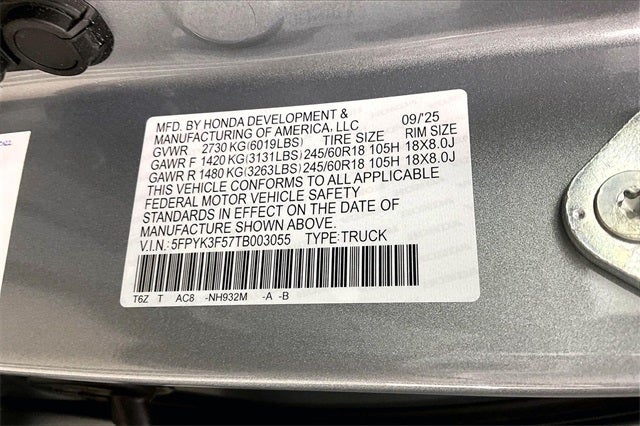 MFD. BY HONDA DEVELOPMENT & 09/'25
MANUFACTURING OF AMERICA, LLC
GVWR 2730 KG(6019LBS) TIRE SIZE RIM SIZE
GAWR F 1420 KG(3131LBS) 245/60R18 105H 18X8.0J
GAWR R 1480 KG(3263LBS) 245/60R18 105H 18X8.0J
THIS VEHICLE CONFORMS TO ALL APPLICABLE
FEDERAL MOTOR VEHICLE SAFETY
STANDARDS IN EFFECT ON THE DATE OF
MANUFACTURE SHOWN ABOVE.
V.I.N.: 5FPYK3F57TB003055 TYPE:TRUCK
T6Z T AC8 -NH932M -A -B